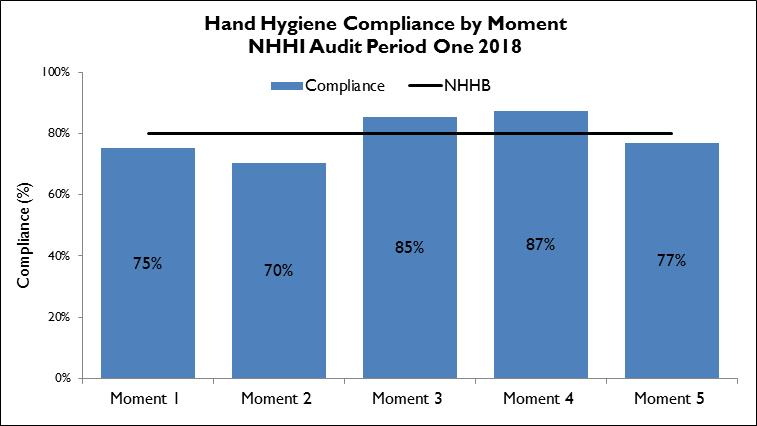 Hand Hygiene Compliance by Moment
NHHI Audit Period One 2018
Compliance
NHHB
Compliance (%)
100%
80%
60%
40%
20%
0%
75%
70%
85%
87%
77%
Moment 1
Moment 2
Moment 3
Moment 4
Moment 5